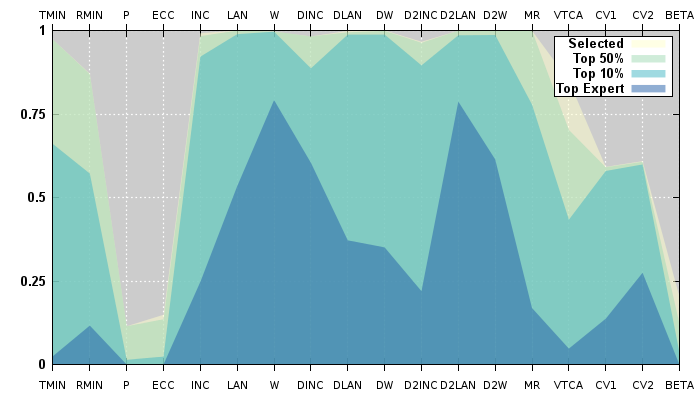 TMIN RMIN P ECC INC LAN W DINC DLAN DW D2INC D2LAN D2W MR VTCA CV1 CV2 BETA
1
Selected
Top 50%
Top 10%
Top Expert
0.75
0.5
0.25
0
TMIN RMIN P ECC INC LAN W DINC DLAN DW D2INC D2LAN D2W MR VTCA CV1 CV2 BETA